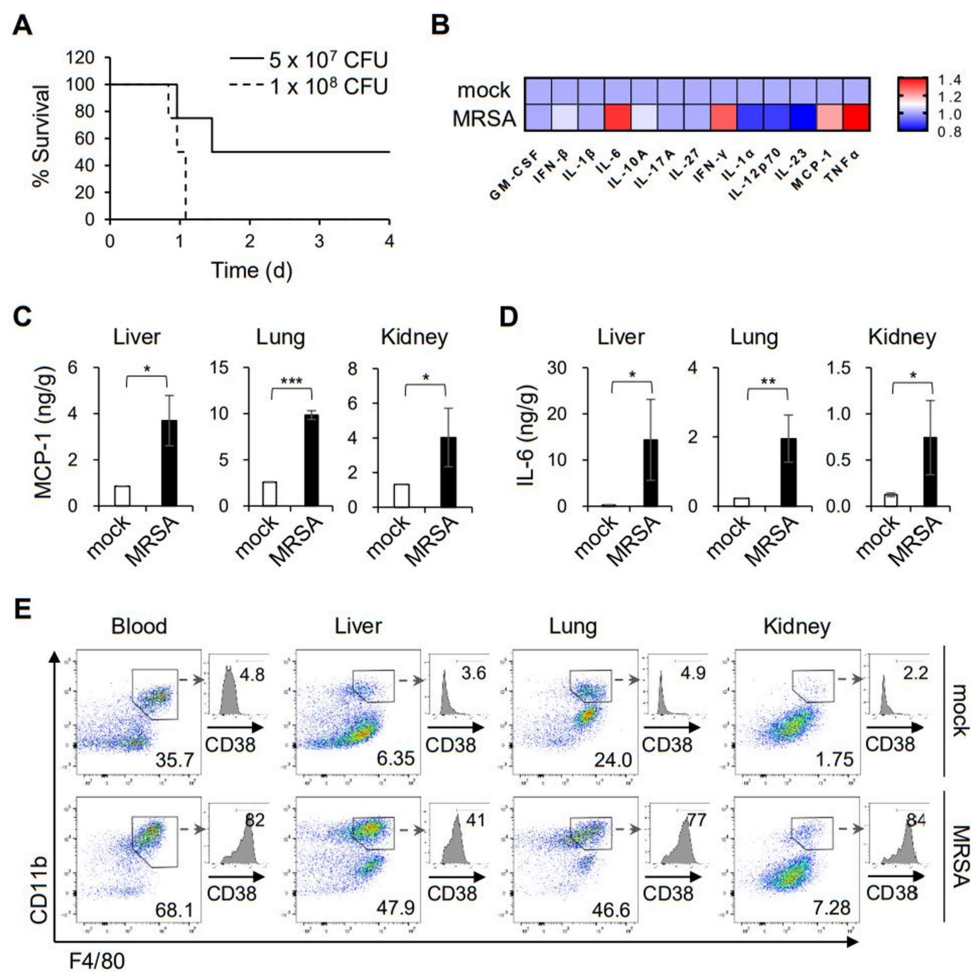 A
120
100
80
60
40
20
0
% Survival
5 x 10⁷ CFU
1 x 10⁸ CFU
0 1 2 3 4
Time (d)
B
mock
MRSA
GM-CSF IFN-β IL-1β IL-6 IL-10A IL-17A IL-27 IFN-γ IL-1α IL-12p70 IL-23 MCP-1 TNFα
1.4
1.2
1.0
0.8
C
Liver Lung Kidney
MCP-1 (ng/g)
6
4
2
0
*
mock MRSA
15
10
5
0
***
mock MRSA
8
6
4
2
0
*
mock MRSA
D
Liver Lung Kidney
IL-6 (ng/g)
30
20
10
0
*
mock MRSA
4
2
0
**
mock MRSA
1.5
1.0
0.5
0.0
*
mock MRSA
E
Blood Liver Lung Kidney
4.8 3.6 4.9 2.2
CD38 CD38 CD38 CD38
35.7 6.35 24.0 1.75
mock
82 41 77 84
CD38 CD38 CD38 CD38
68.1 47.9 46.6 7.28
MRSA
CD11b
F4/80